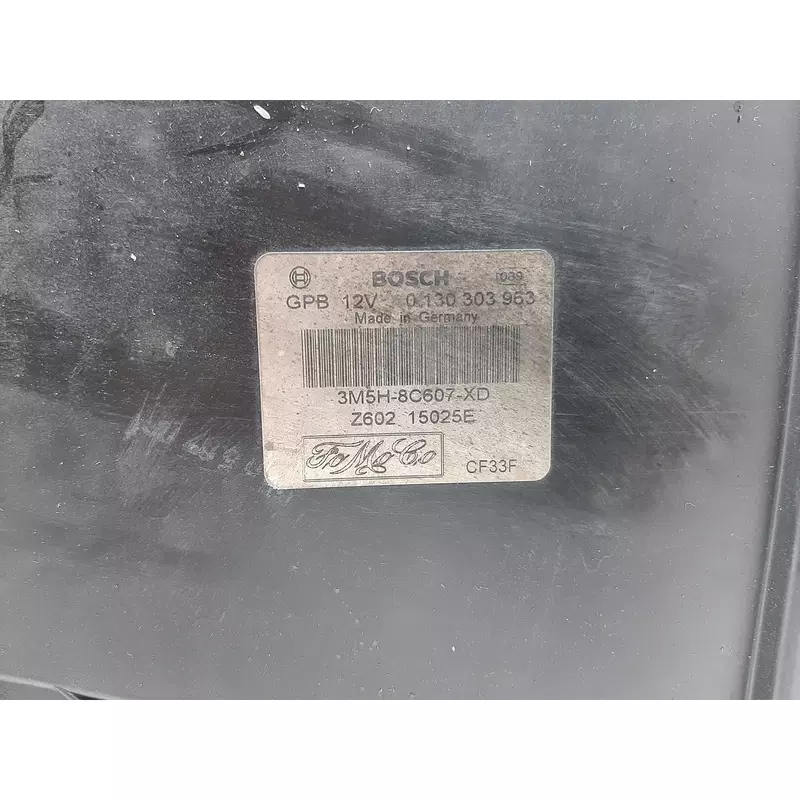 BOSCH 1039
GPB 12V 0 130 303 963
Made in Germany
3M5H-8C607-XD
Z602 15025E
FoMoCo CF33F